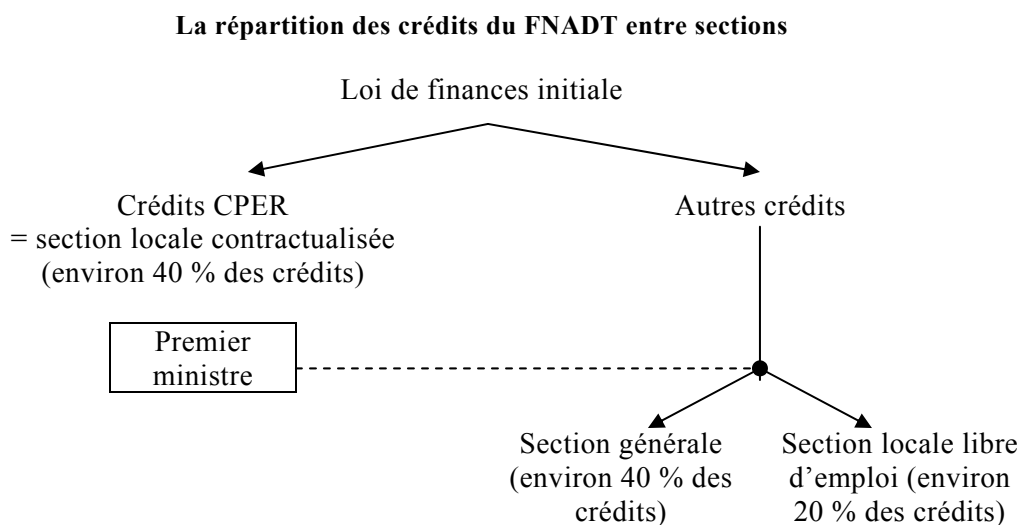 La répartition des crédits du FNADT entre sections
Loi de finances initiale
Crédits CPER
= section locale contractualisée
(environ 40 % des crédits)
Autres crédits
Premier
ministre
Section générale
(environ 40 % des
crédits)
Section locale libre
d’emploi (environ
20 % des crédits)